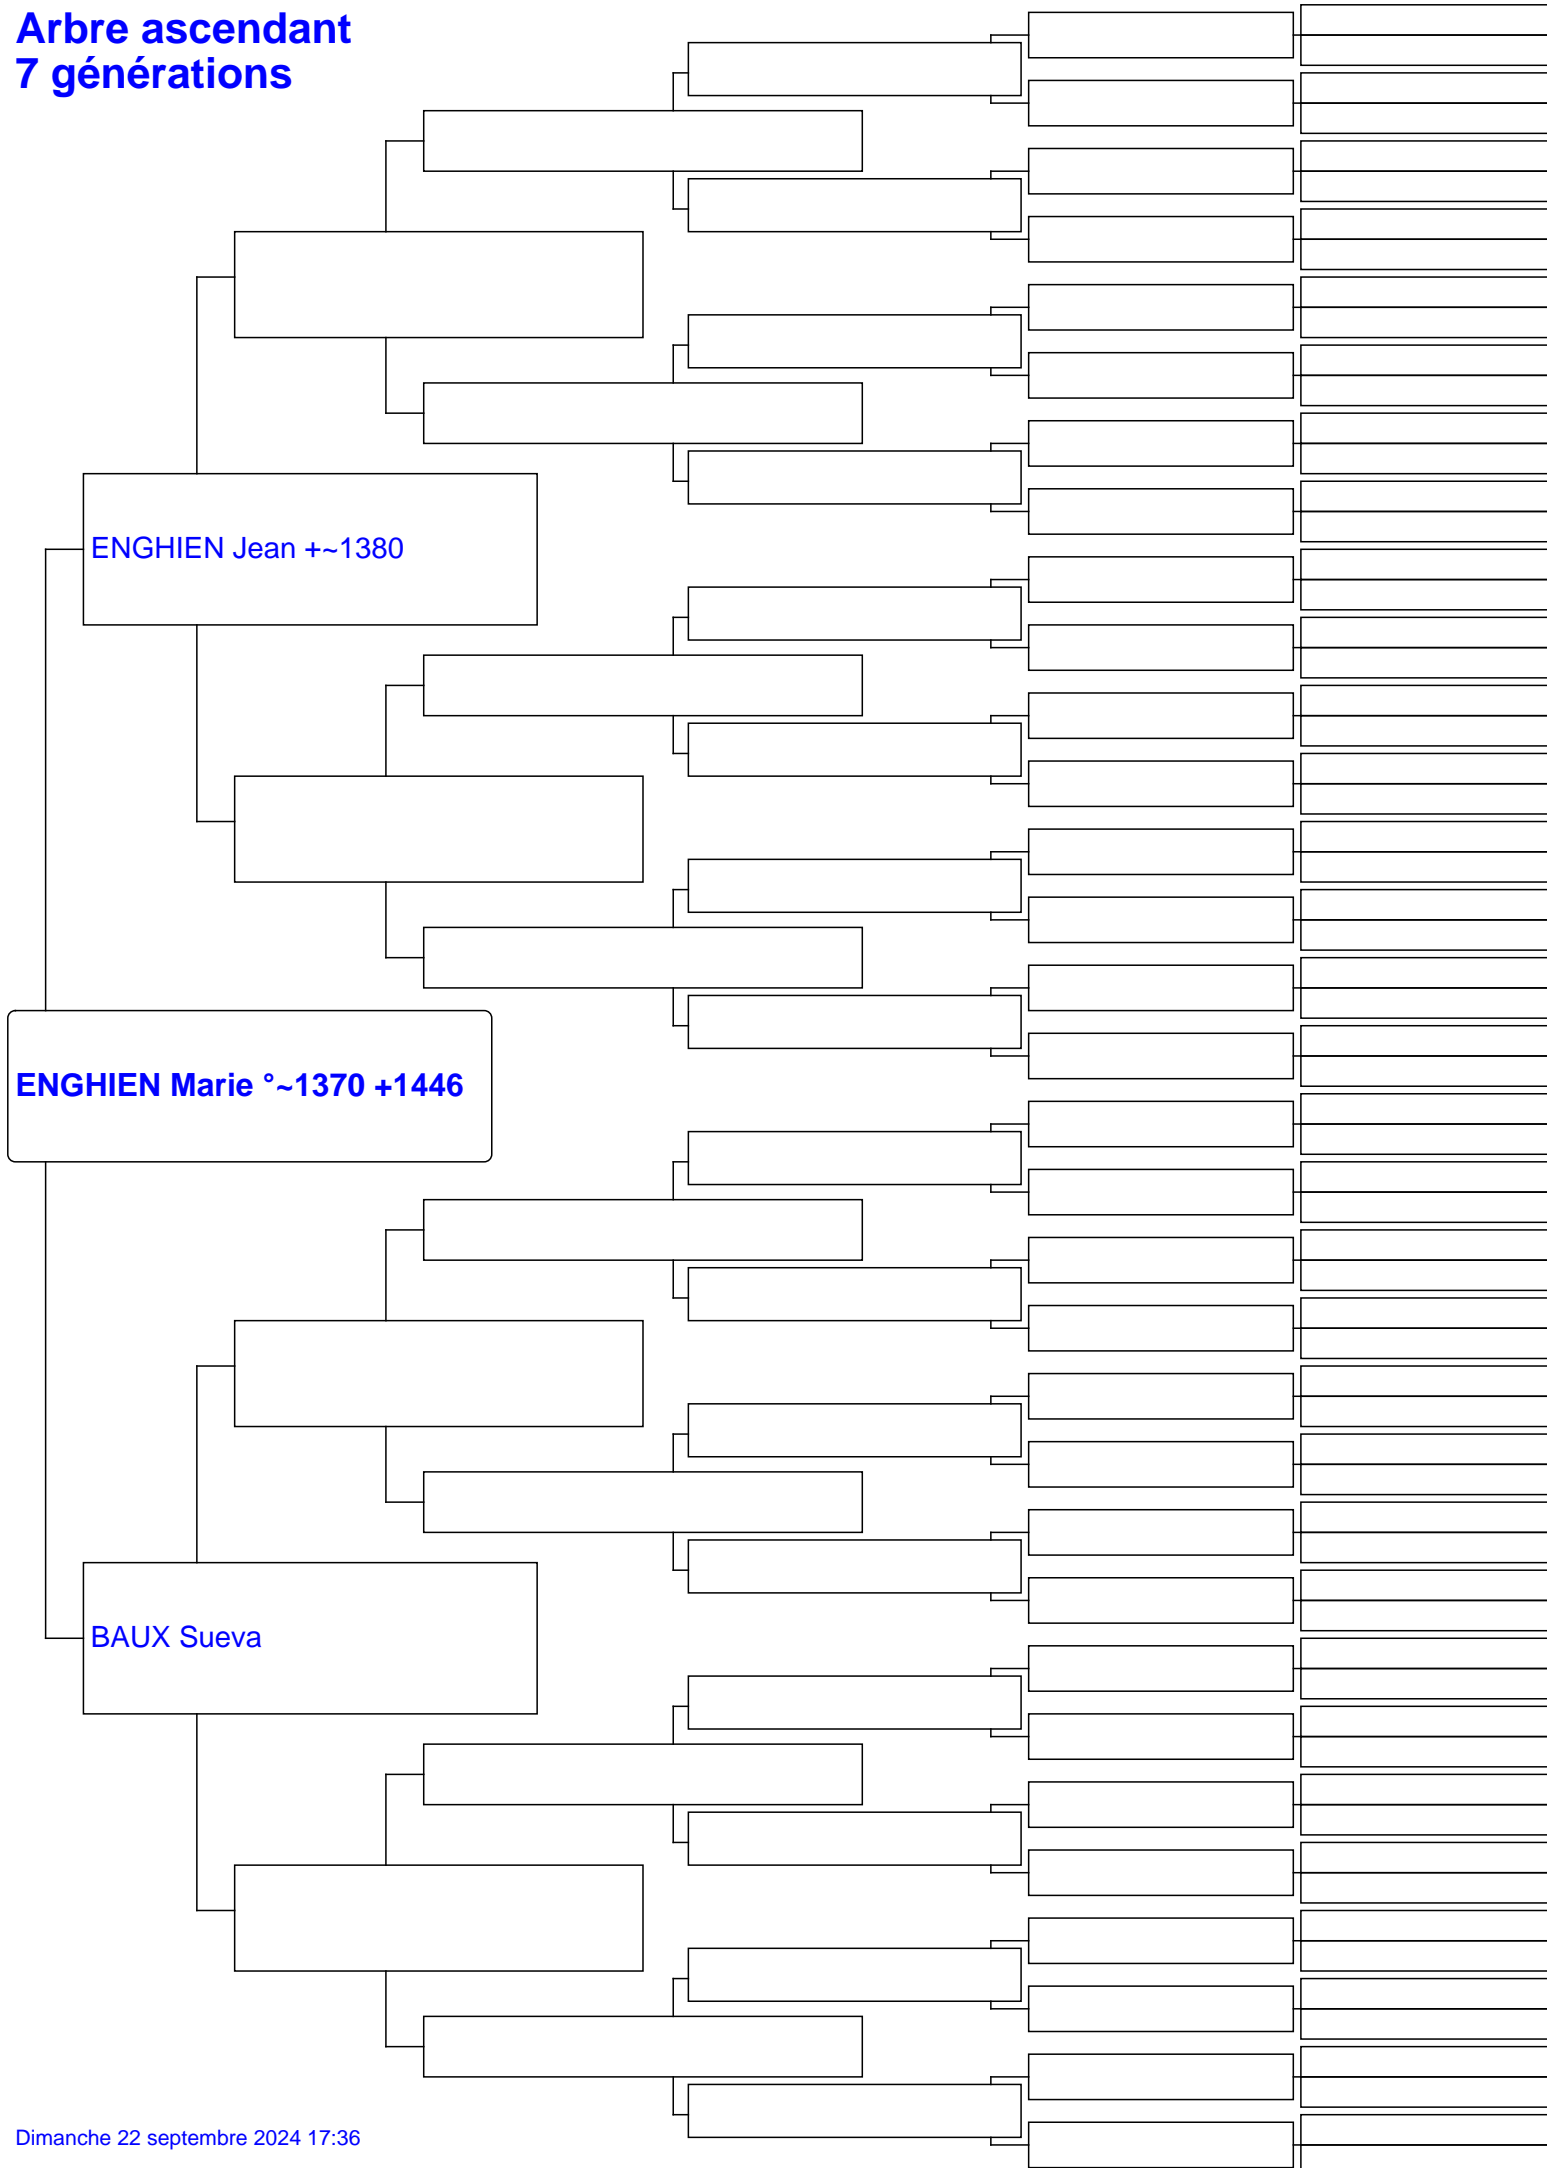 Arbre ascendant
7 générations
ENGHIEN Jean +~1380
ENGHIEN Marie °~1370 +1446
BAUX Sueva
Dimanche 22 septembre 2024 17:36